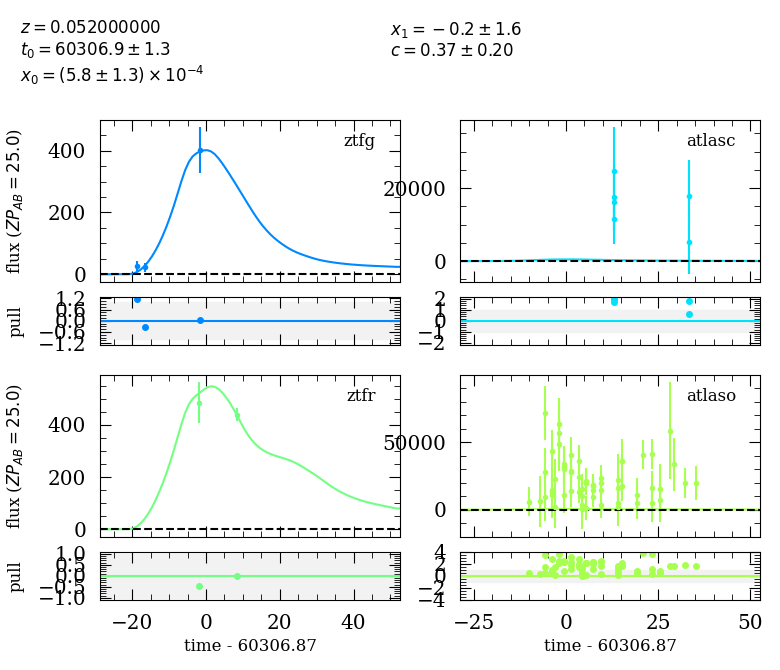 z = 0.052000000
t₀ = 60306.9 ± 1.3
x₀ = (5.8 ± 1.3) × 10⁻⁴
x₁ = −0.2 ± 1.6
c = 0.37 ± 0.20
flux (ZP_AB = 25.0)
400
200
0
ztfg
20000
0
atlasc
pull
1.2
0.6
0.0
−0.6
−1.2
2
1
0
−1
−2
flux (ZP_AB = 25.0)
400
200
0
ztfr
50000
0
atlaso
pull
1.0
0.5
0.0
−0.5
−1.0
4
2
0
−2
−4
−20 0 20 40
−25 0 25 50
time - 60306.87
time - 60306.87